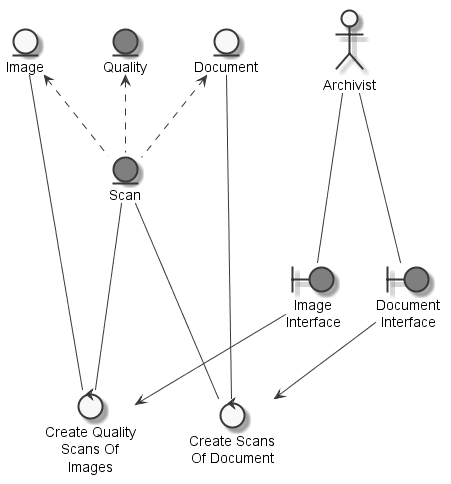 Image
Quality
Document
Archivist
Scan
Image
Interface
Document
Interface
Create Quality
Scans Of
Images
Create Scans
Of Document